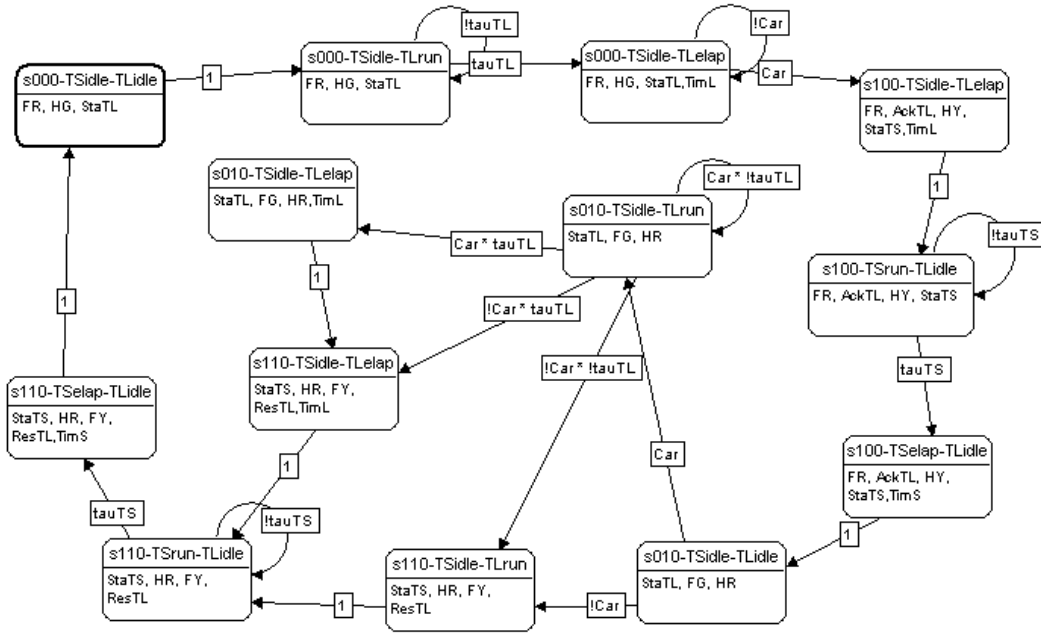 !tauTL
!Car
s000-TSidle-TLrun
s000-TSidle-TLelap
s000-TSidle-TLidle
1
tauTL
Car
s100-TSidle-TLelap
FR, HG, StaTL
FR, HG, StaTL
FR, HG, StaTL,TimL
FR, AckTL, HY,
StaTS,TimL
s010-TSidle-TLelap
Car * !tauTL
1
StaTL, FG, HR,TimL
s010-TSidle-TLrun
!tauTS
StaTL, FG, HR
Car * tauTL
s100-TSrun-TLidle
1
FR, AckTL, HY, StaTS
1
!Car * tauTL
s110-TSidle-TLelap
!Car * !tauTL
tauTS
s110-TSelap-TLidle
StaTS, HR, FY,
ResTL,TimL
StaTS, HR, FY,
ResTL,TimS
s100-TSelap-TLidle
Car
1
FR, AckTL, HY,
StaTS,TimS
tauTS
!tauTS
1
s110-TSrun-TLidle
s110-TSidle-TLrun
s010-TSidle-TLidle
StaTS, HR, FY,
ResTL
StaTS, HR, FY,
ResTL
StaTL, FG, HR
1
!Car